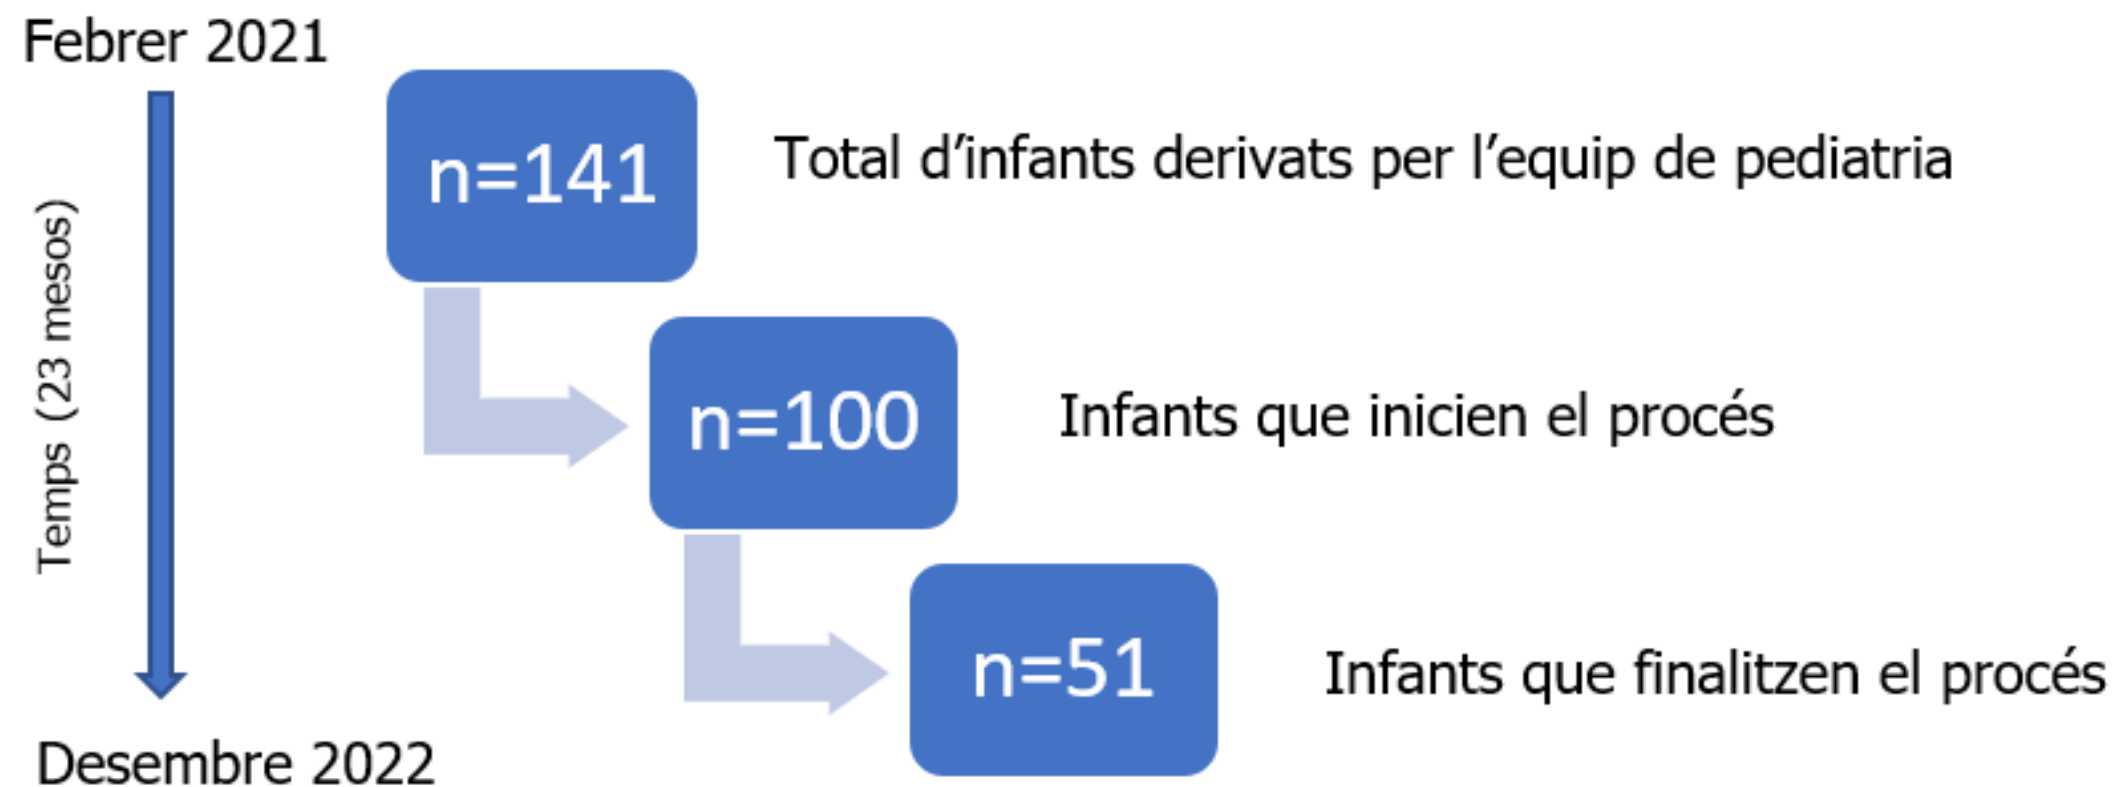 Febrer 2021
n=141
Total d’infants derivats per l’equip de pediatria
Temps (23 mesos)
n=100
Infants que inicien el procés
n=51
Infants que finalitzen el procés
Desembre 2022